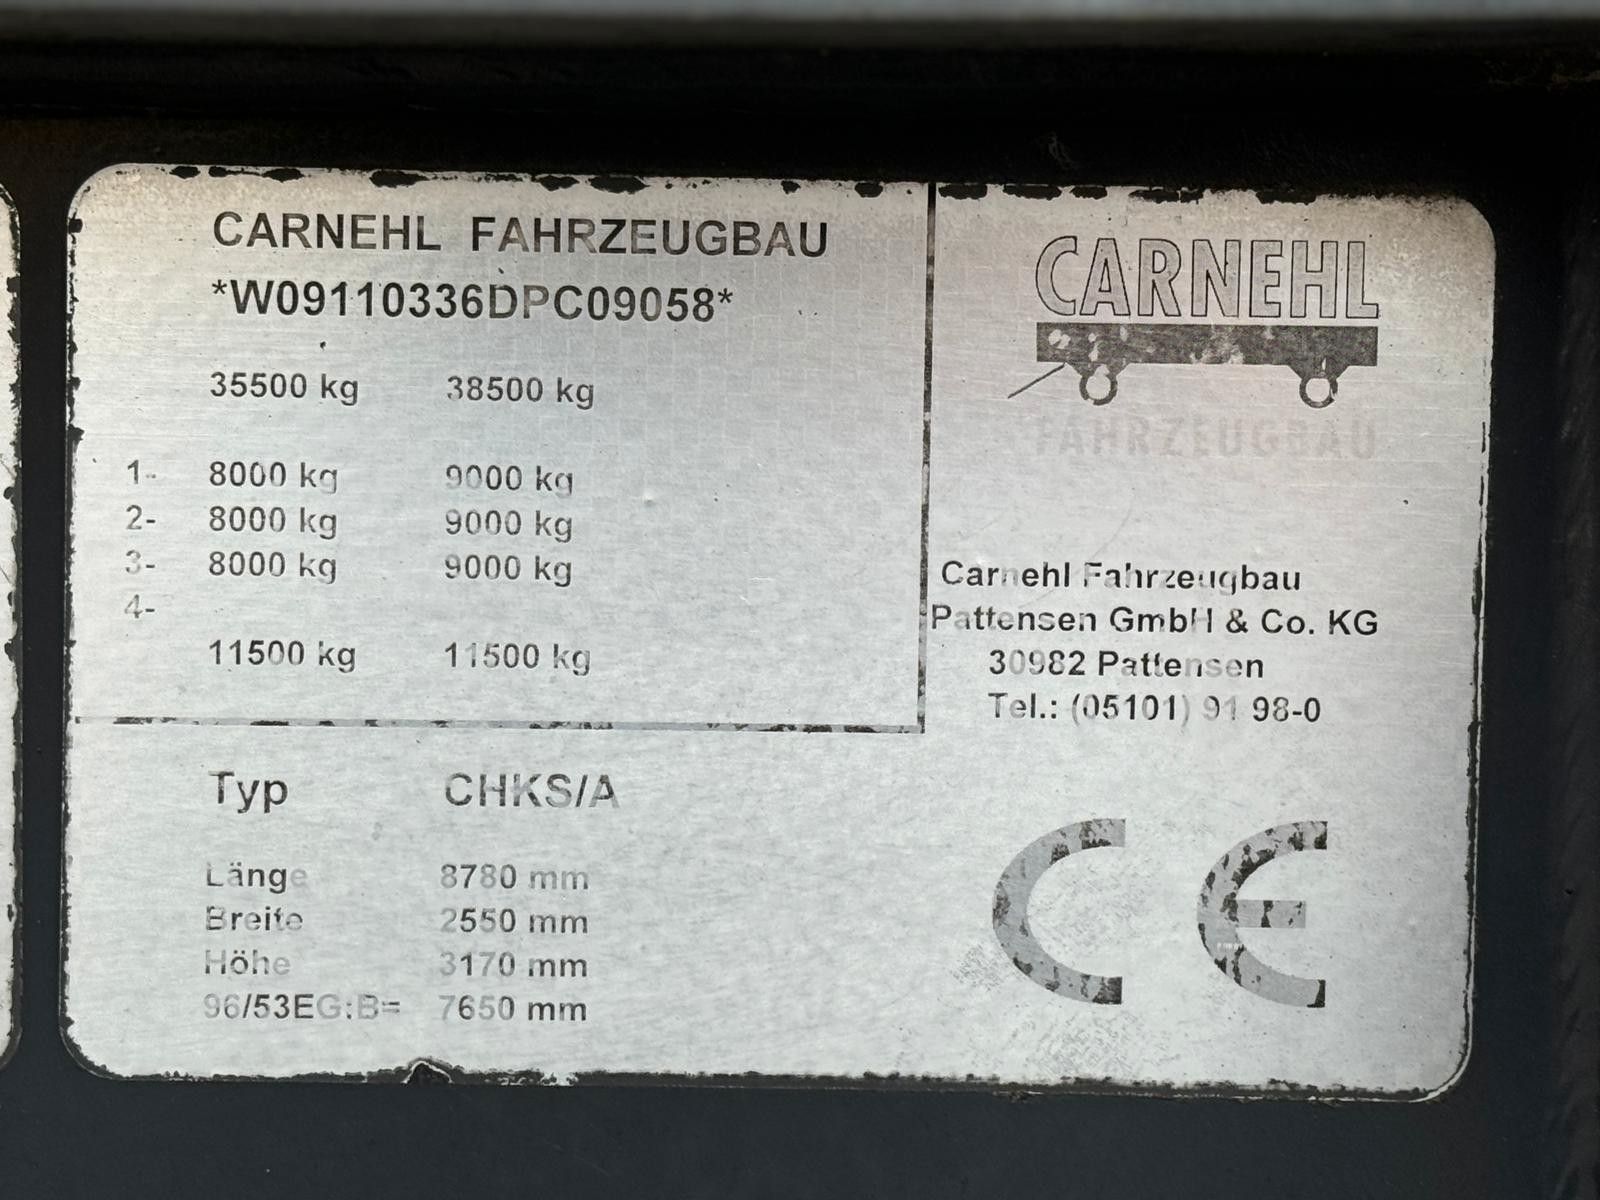 CARNEHL FAHRZEUGBAU
*W09110336DPC09058*
35500 kg 38500 kg
1- 8000 kg 9000 kg
2- 8000 kg 9000 kg
3- 8000 kg 9000 kg
4-
11500 kg 11500 kg
Typ CHKS/A
Länge 8780 mm
Breite 2550 mm
Höhe 3170 mm
96/53EG:B= 7650 mm
CARNEHL
FAHRZEUGBAU
Carnehl Fahrzeugbau
Pattensen GmbH & Co. KG
30982 Pattensen
Tel.: (05101) 91 98-0
CE